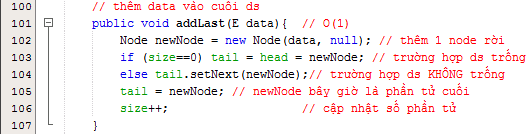 100 // thêm data vào cuối ds
101 public void addLast(E data){ // O(1)
102 Node newNode = new Node(data, null); // thêm 1 node rời
103 if (size==0) tail = head = newNode; // trường hợp ds trống
104 else tail.setNext(newNode);// trường hợp ds KHÔNG trống
105 tail = newNode; // newNode bây giờ là phần tử cuối
106 size++; // cập nhật số phần tử
107 }